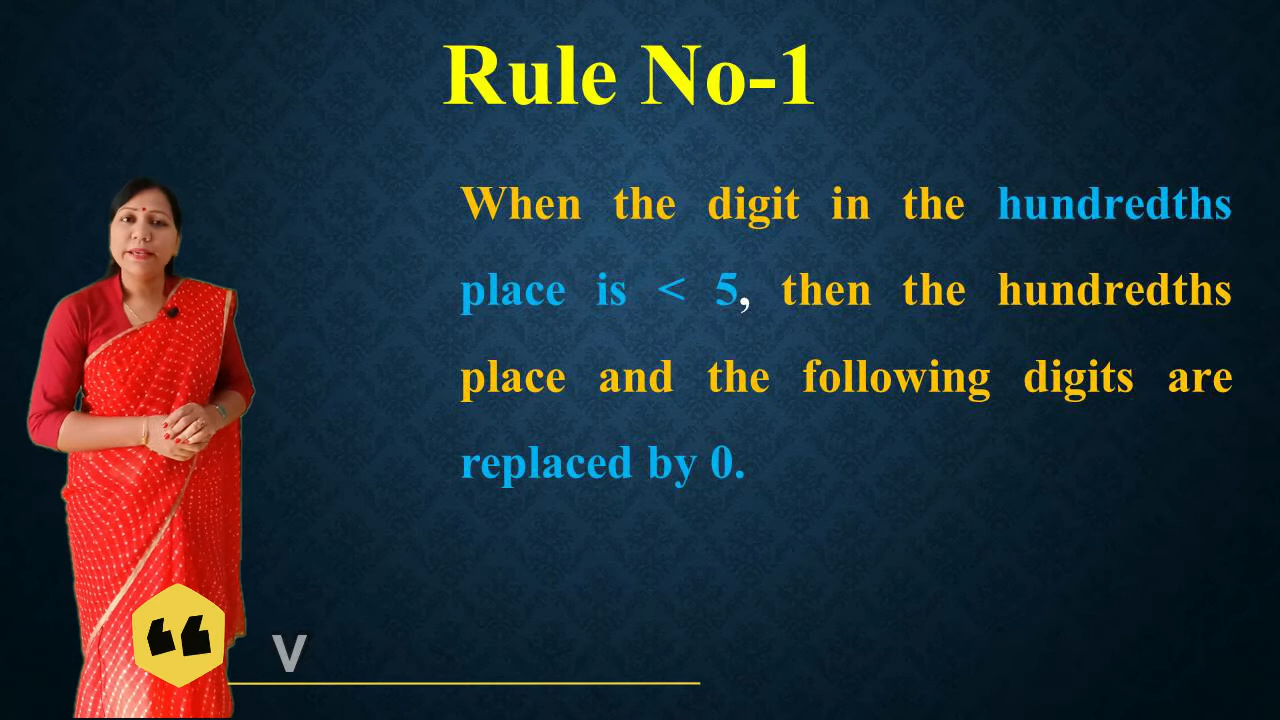 Rule No-1
When the digit in the hundredths
place is < 5, then the hundredths
place and the following digits are
replaced by 0.
V